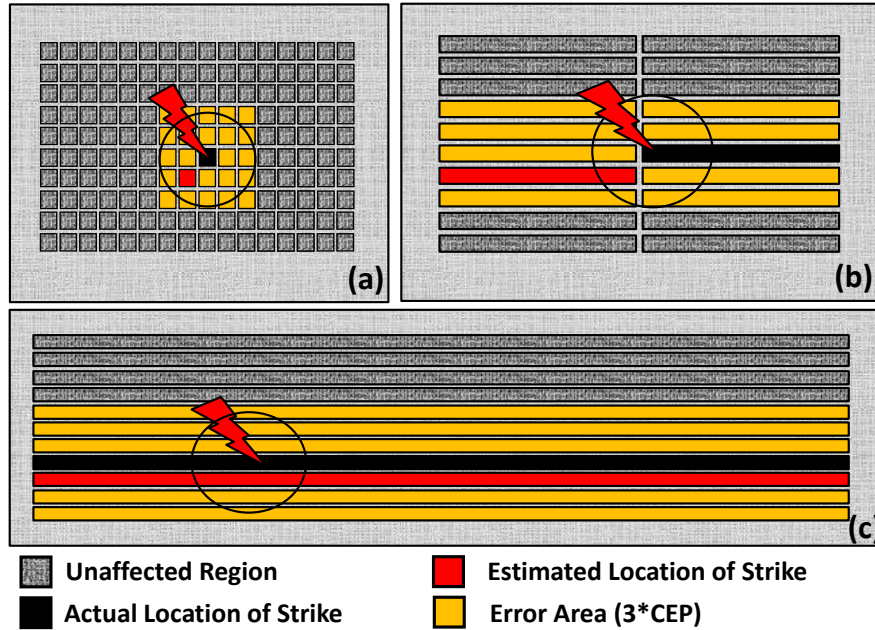 (a)
(b)
(c)
Unaffected Region
Estimated Location of Strike
Actual Location of Strike
Error Area (3*CEP)